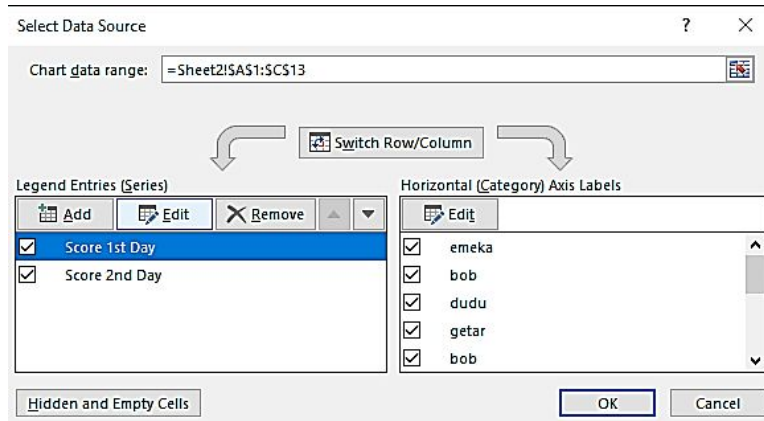 Select Data Source ? ×
Chart data range: =Sheet2!$A$1:$C$13
Switch Row/Column
Legend Entries (Series)
Add Edit Remove
Score 1st Day
Score 2nd Day
Horizontal (Category) Axis Labels
Edit
emeka
bob
dudu
getar
bob
Hidden and Empty Cells OK Cancel